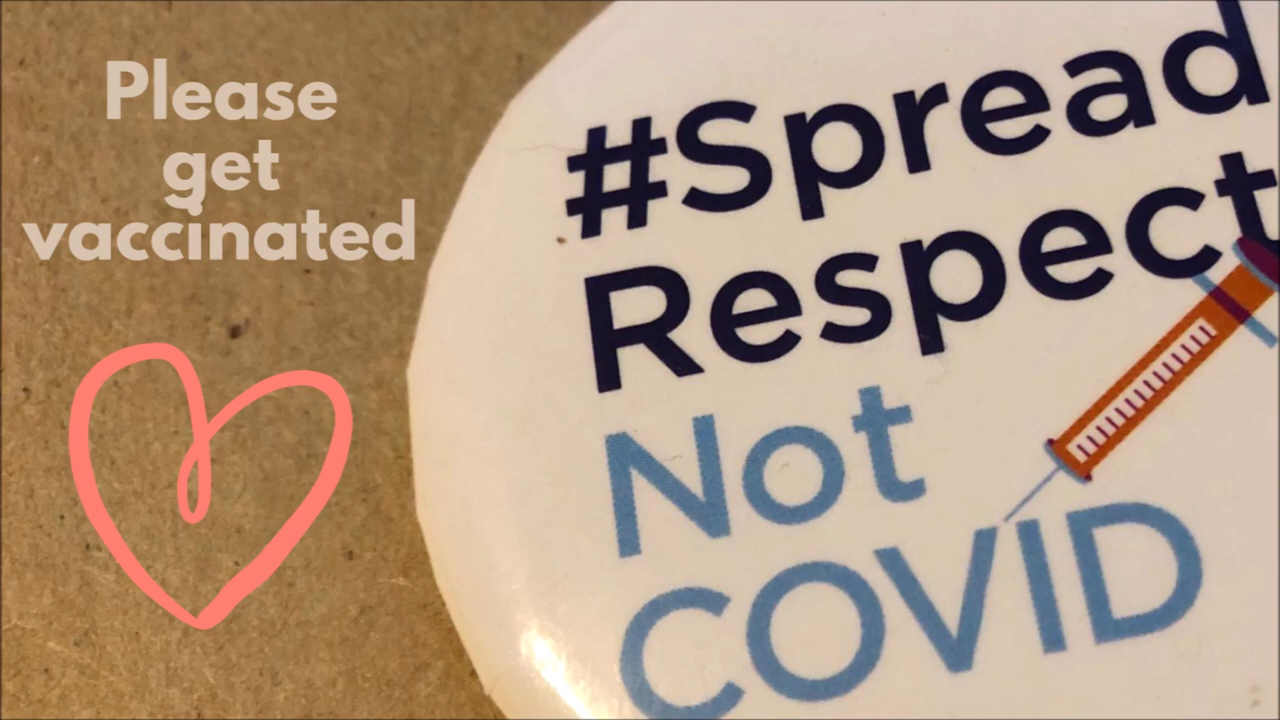 Please
get
vaccinated
#Spread
Respect
Not
COVID